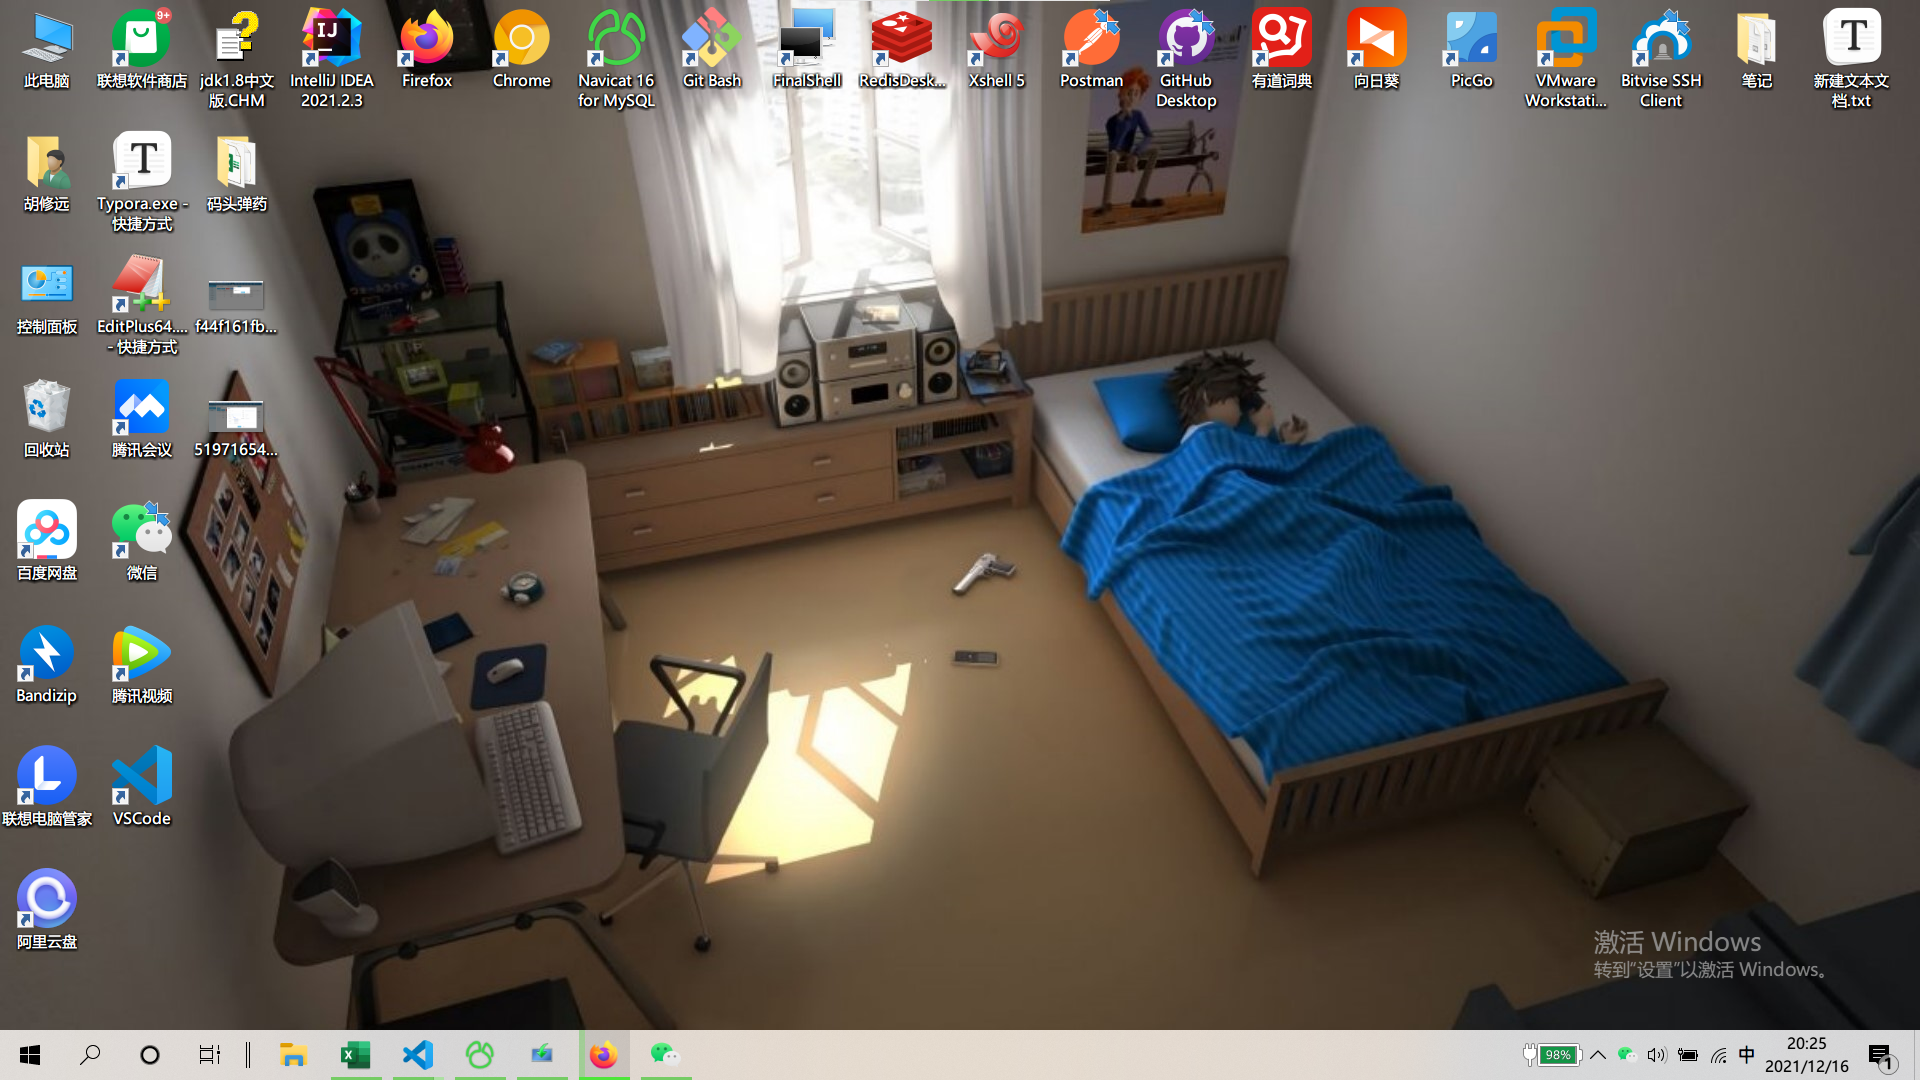 此电脑
9+
联想软件商店
jdk1.8中文
版.CHM
IJ
IntelliJ IDEA
2021.2.3
Firefox
Chrome
Navicat 16
for MySQL
Git Bash
FinalShell
RedisDesk...
Xshell 5
Postman
GitHub
Desktop
有道词典
向日葵
PicGo
VMware
Workstati...
Bitvise SSH
Client
笔记
T
新建文本文
档.txt
胡修远
T
Typora.exe -
快捷方式
码头弹药
控制面板
EditPlus64....
- 快捷方式
f44f161fb...
回收站
腾讯会议
51971654...
百度网盘
微信
Bandizip
腾讯视频
联想电脑管家
VSCode
阿里云盘
激活 Windows
转到“设置”以激活 Windows。
98%
中
20:25
2021/12/16
1